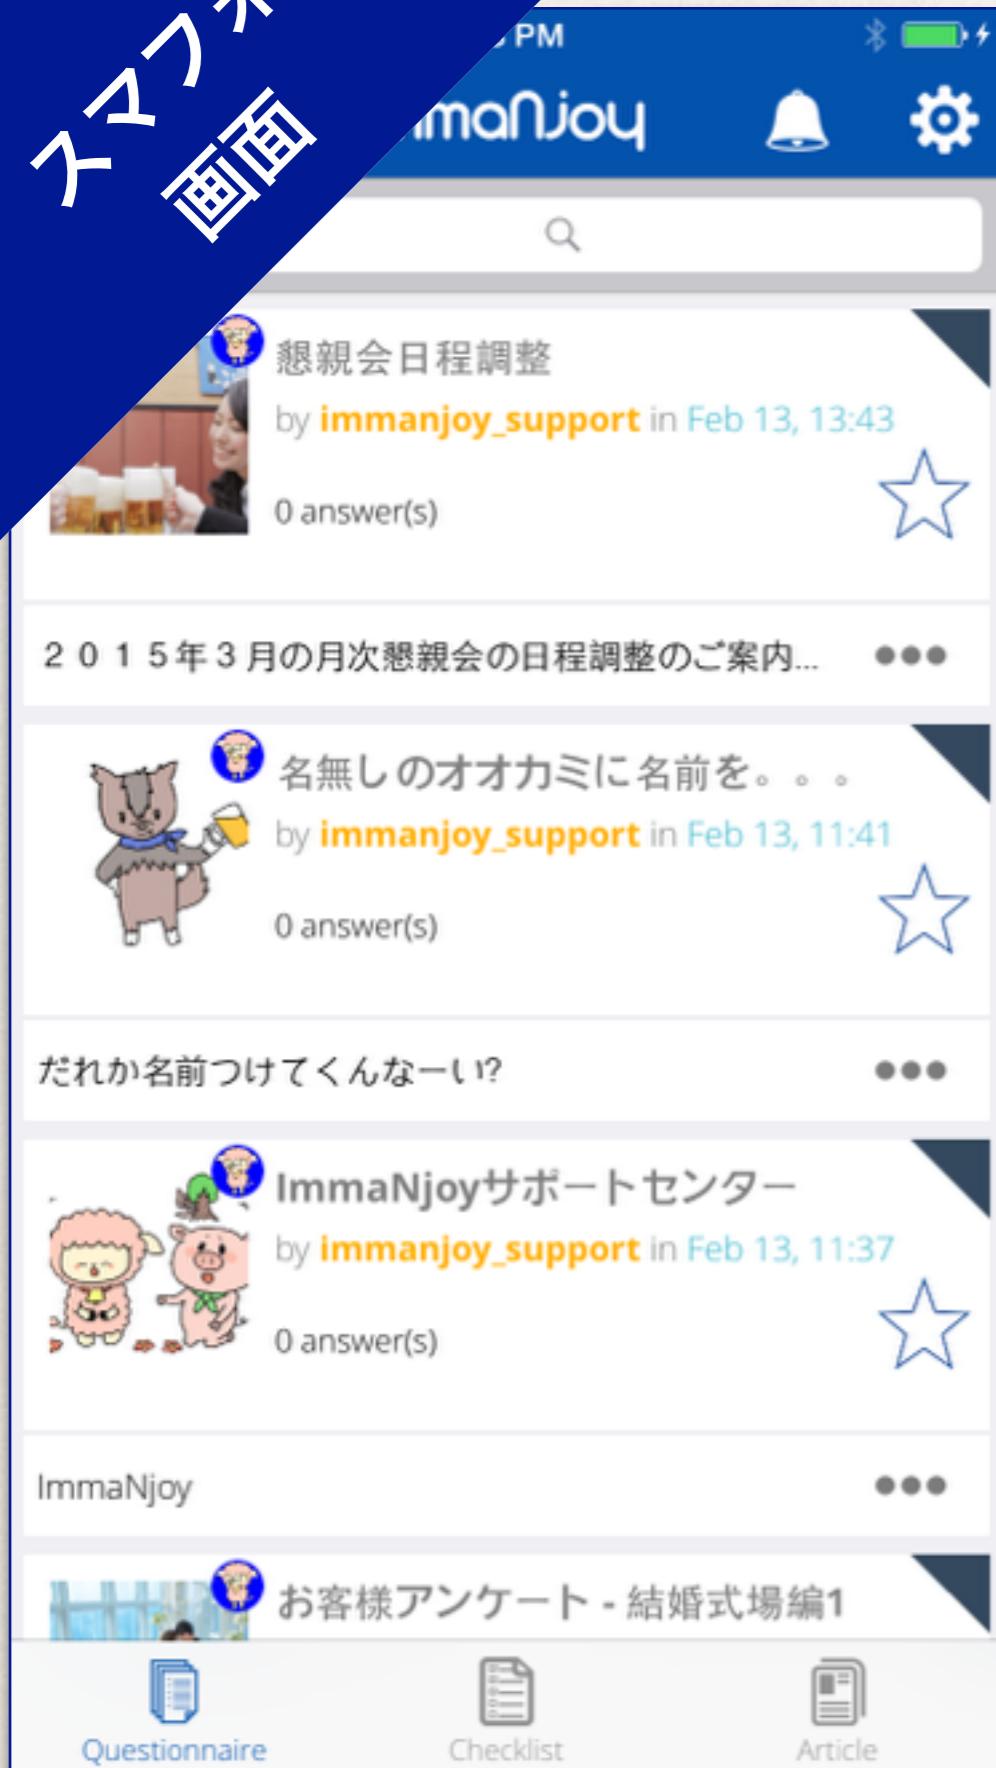 スマフォ
画面
PM
懇親会日程調整
by immanjoy_support in Feb 13, 13:43
0 answer(s)
２０１５年３月の月次懇親会の日程調整のご案内...
名無しのオオカミに名前を。。。
by immanjoy_support in Feb 13, 11:41
0 answer(s)
だれか名前つけてくんなーい?
ImmaNjoyサポートセンター
by immanjoy_support in Feb 13, 11:37
0 answer(s)
ImmaNjoy
お客様アンケート - 結婚式場編1
Questionnaire
Checklist
Article